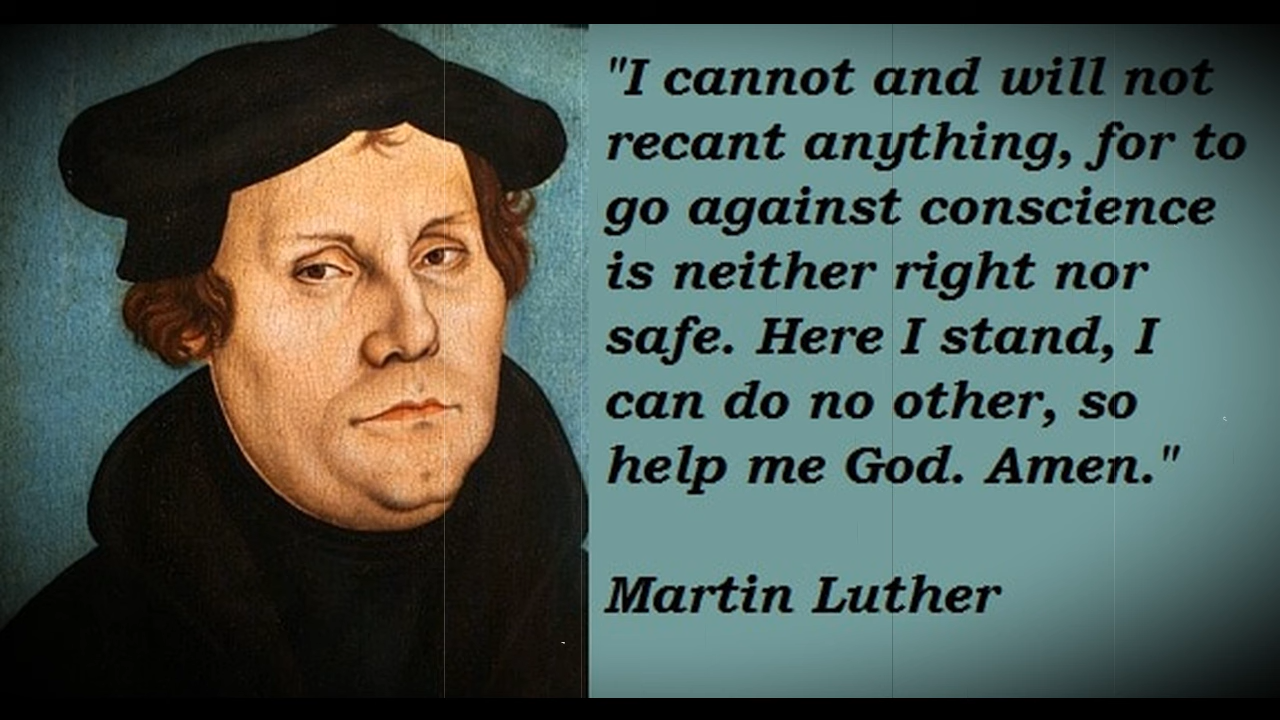 "I cannot and will not
recant anything, for to
go against conscience
is neither right nor
safe. Here I stand, I
can do no other, so
help me God. Amen."
Martin Luther